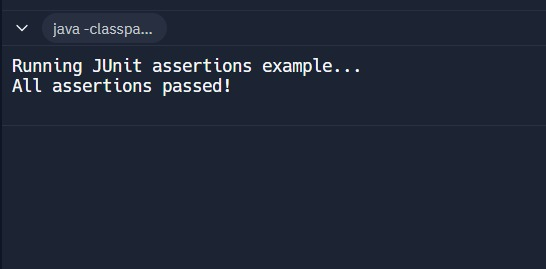 java -classpa...
Running JUnit assertions example...
All assertions passed!